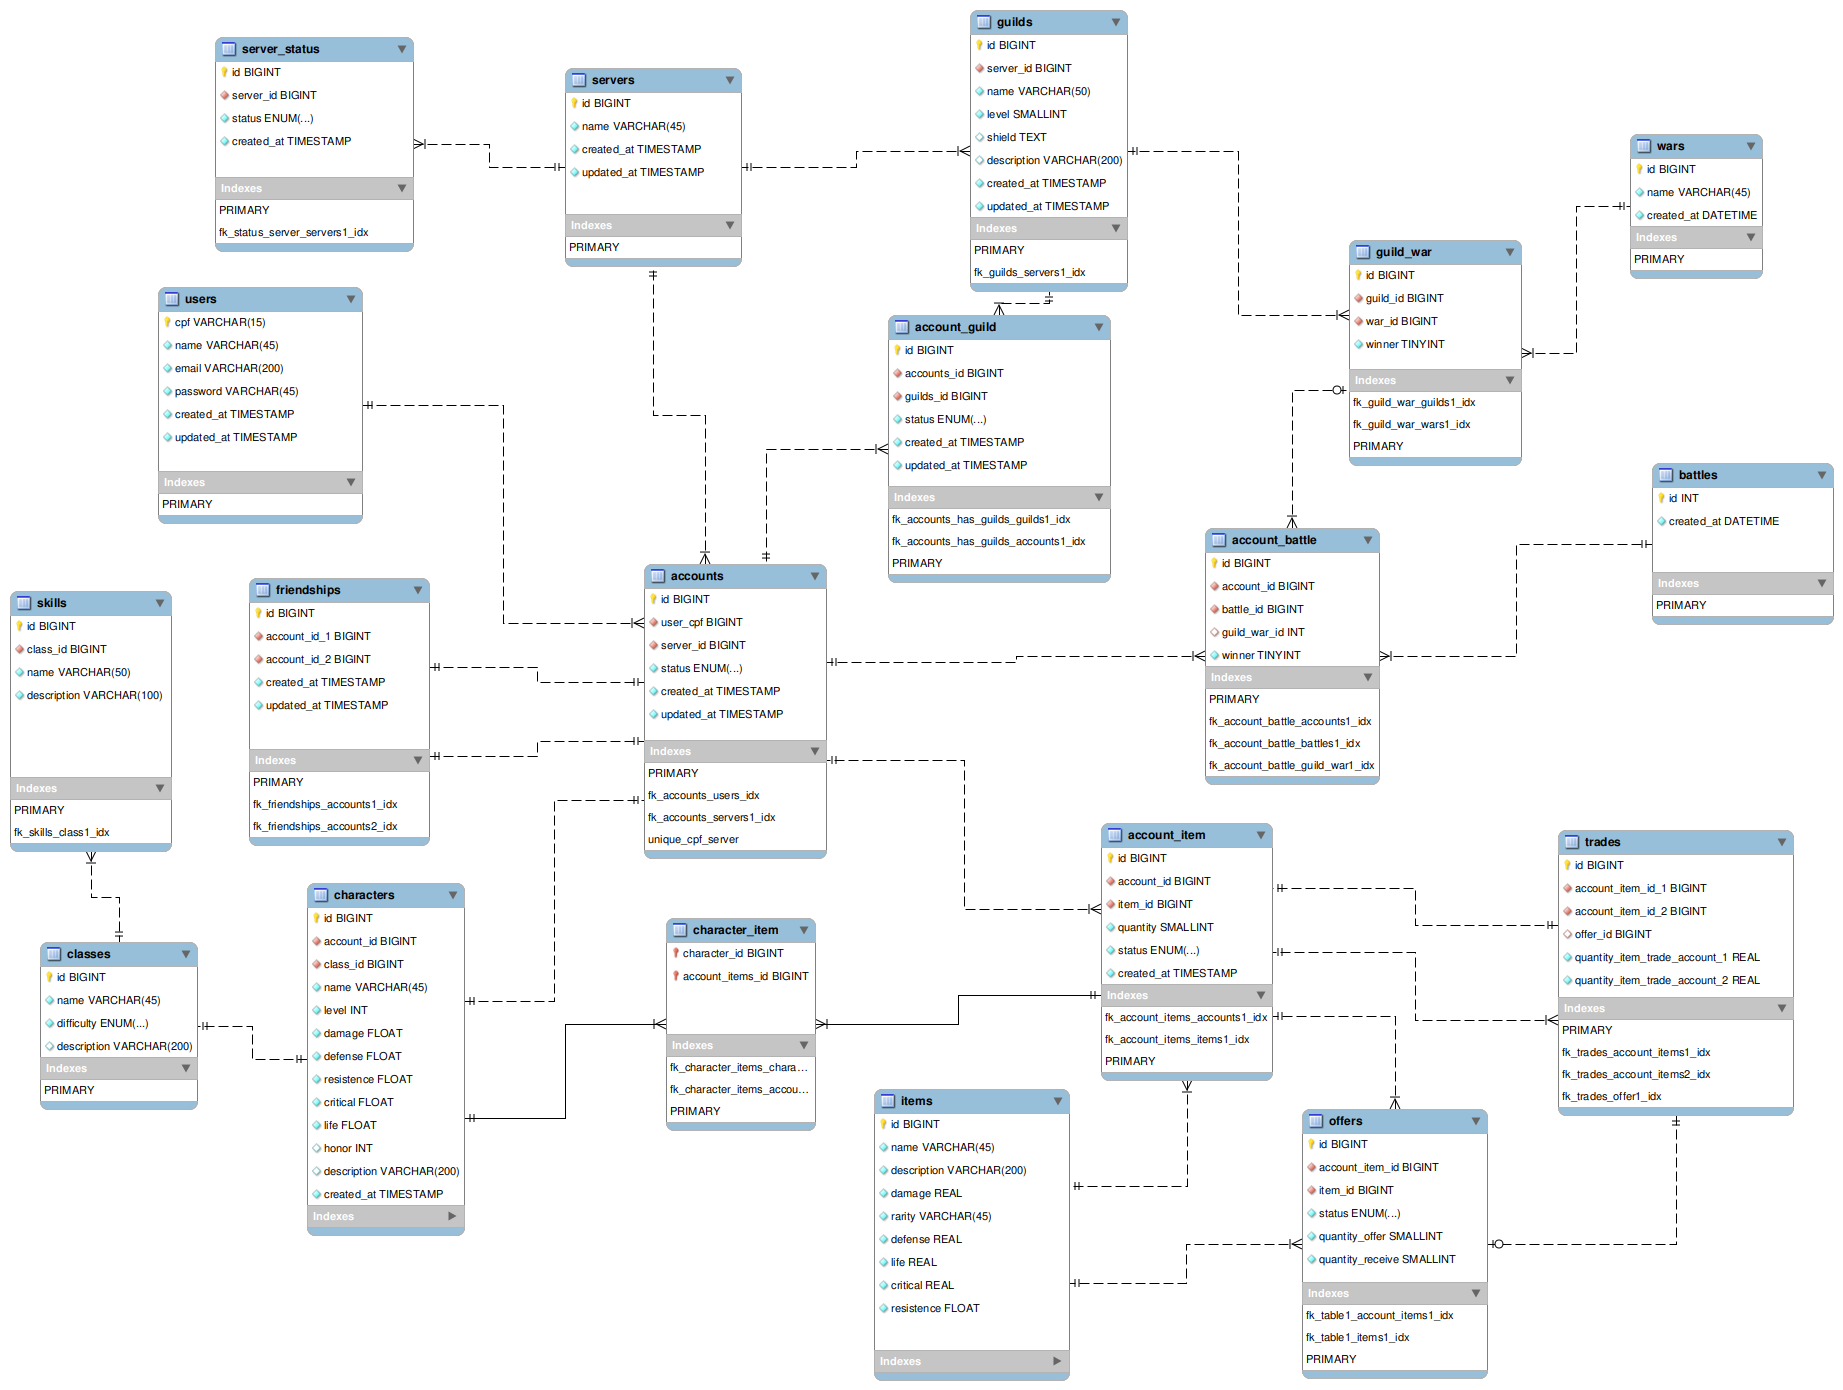 server_status
id BIGINT
server_id BIGINT
status ENUM(...)
created_at TIMESTAMP
Indexes
PRIMARY
fk_status_server_servers1_idx
servers
id BIGINT
name VARCHAR(45)
created_at TIMESTAMP
updated_at TIMESTAMP
Indexes
PRIMARY
guilds
id BIGINT
server_id BIGINT
name VARCHAR(50)
level SMALLINT
shield TEXT
description VARCHAR(200)
created_at TIMESTAMP
updated_at TIMESTAMP
Indexes
PRIMARY
fk_guilds_servers1_idx
wars
id BIGINT
name VARCHAR(45)
created_at DATETIME
Indexes
PRIMARY
guild_war
id BIGINT
guild_id BIGINT
war_id BIGINT
winner TINYINT
Indexes
fk_guild_war_guilds1_idx
fk_guild_war_wars1_idx
PRIMARY
users
cpf VARCHAR(15)
name VARCHAR(45)
email VARCHAR(200)
password VARCHAR(45)
created_at TIMESTAMP
updated_at TIMESTAMP
Indexes
PRIMARY
account_guild
id BIGINT
accounts_id BIGINT
guilds_id BIGINT
status ENUM(...)
created_at TIMESTAMP
updated_at TIMESTAMP
Indexes
fk_accounts_has_guilds_guilds1_idx
fk_accounts_has_guilds_accounts1_idx
PRIMARY
battles
id INT
created_at DATETIME
Indexes
PRIMARY
account_battle
id BIGINT
account_id BIGINT
battle_id BIGINT
guild_war_id INT
winner TINYINT
Indexes
PRIMARY
fk_account_battle_accounts1_idx
fk_account_battle_battles1_idx
fk_account_battle_guild_war1_idx
skills
id BIGINT
class_id BIGINT
name VARCHAR(50)
description VARCHAR(100)
Indexes
PRIMARY
fk_skills_class1_idx
friendships
id BIGINT
account_id_1 BIGINT
account_id_2 BIGINT
created_at TIMESTAMP
updated_at TIMESTAMP
Indexes
PRIMARY
fk_friendships_accounts1_idx
fk_friendships_accounts2_idx
accounts
id BIGINT
user_cpf BIGINT
server_id BIGINT
status ENUM(...)
created_at TIMESTAMP
updated_at TIMESTAMP
Indexes
PRIMARY
fk_accounts_users_idx
fk_accounts_servers1_idx
unique_cpf_server
classes
id BIGINT
name VARCHAR(45)
difficulty ENUM(...)
description VARCHAR(200)
Indexes
PRIMARY
characters
id BIGINT
account_id BIGINT
class_id BIGINT
name VARCHAR(45)
level INT
damage FLOAT
defense FLOAT
resistence FLOAT
critical FLOAT
life FLOAT
honor INT
description VARCHAR(200)
created_at TIMESTAMP
Indexes
character_item
character_id BIGINT
account_items_id BIGINT
Indexes
fk_character_items_chara...
fk_character_items_accou...
PRIMARY
account_item
id BIGINT
account_id BIGINT
item_id BIGINT
quantity SMALLINT
status ENUM(...)
created_at TIMESTAMP
Indexes
fk_account_items_accounts1_idx
fk_account_items_items1_idx
PRIMARY
trades
id BIGINT
account_item_id_1 BIGINT
account_item_id_2 BIGINT
offer_id BIGINT
quantity_item_trade_account_1 REAL
quantity_item_trade_account_2 REAL
Indexes
PRIMARY
fk_trades_account_items1_idx
fk_trades_account_items2_idx
fk_trades_offer1_idx
items
id BIGINT
name VARCHAR(45)
description VARCHAR(200)
damage REAL
rarity VARCHAR(45)
defense REAL
life REAL
critical REAL
resistence FLOAT
Indexes
offers
id BIGINT
account_item_id BIGINT
item_id BIGINT
status ENUM(...)
quantity_offer SMALLINT
quantity_receive SMALLINT
Indexes
fk_table1_account_items1_idx
fk_table1_items1_idx
PRIMARY